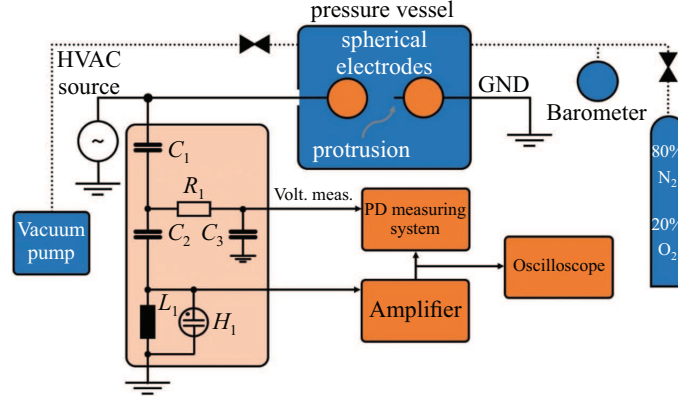 pressure vessel
HVAC
source
~
spherical
electrodes
GND
protrusion
Barometer
80%
N₂
20%
O₂
C₁
R₁
Volt. meas.
PD measuring
system
Vacuum
pump
C₂
C₃
Oscilloscope
L₁
H₁
Amplifier